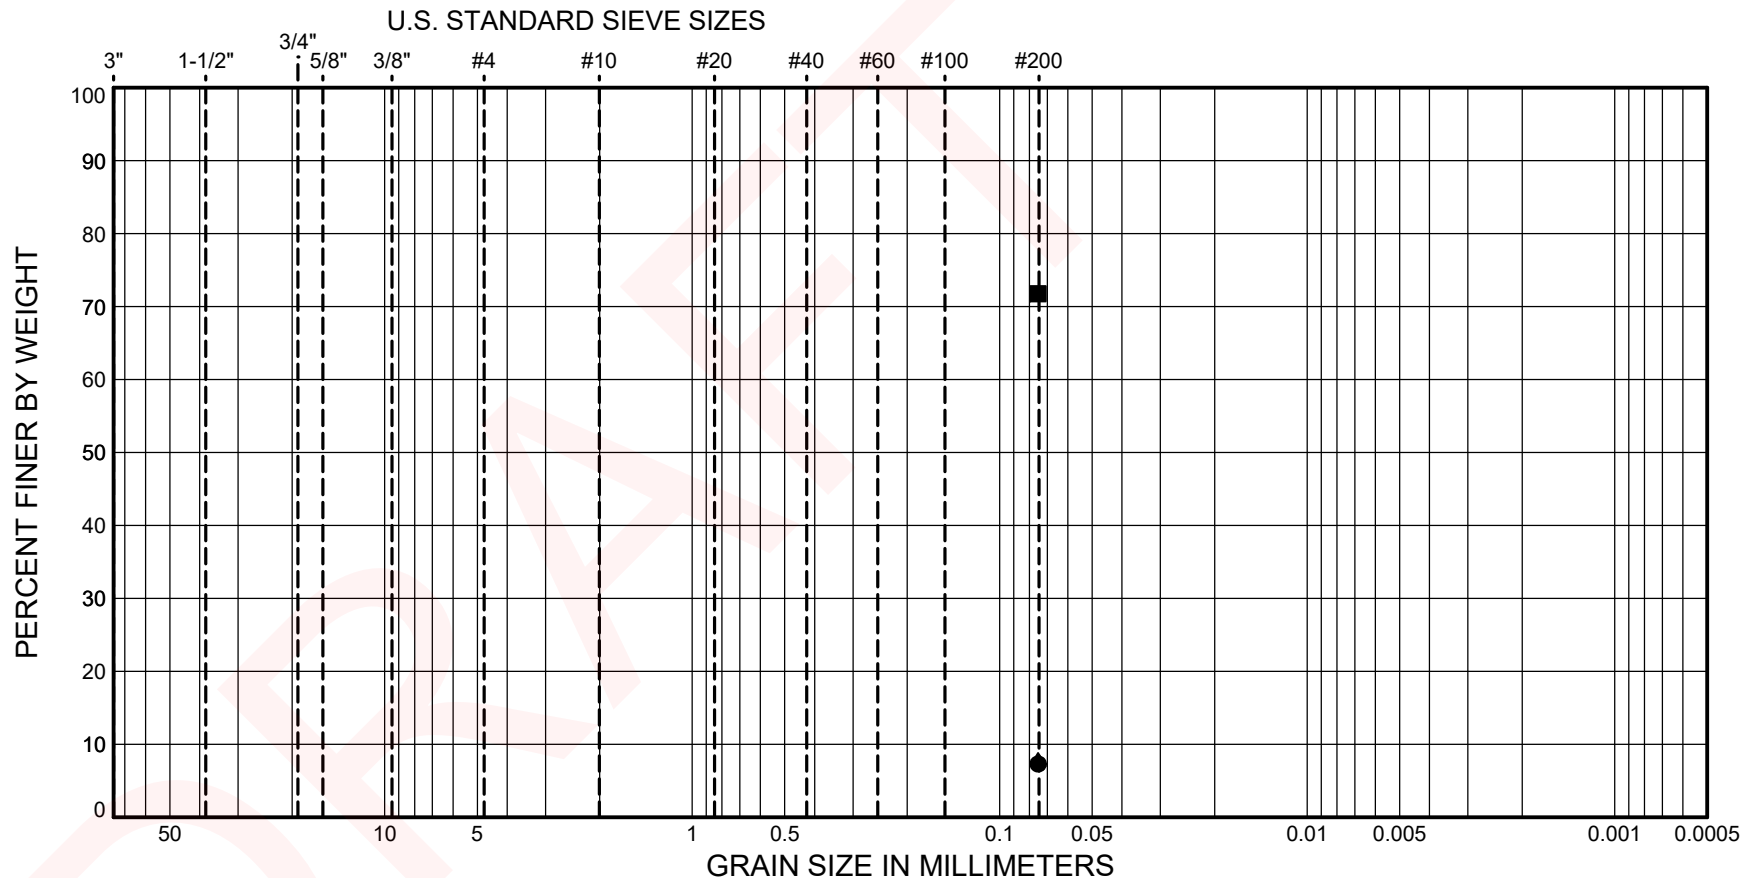 U.S. STANDARD SIEVE SIZES
3" 1-1/2" 3/4" 5/8" 3/8" #4 #10 #20 #40 #60 #100 #200
100
90
80
70
60
50
40
30
20
10
0
PERCENT FINER BY WEIGHT
50 10 5 1 0.5 0.1 0.05 0.01 0.005 0.001 0.0005
GRAIN SIZE IN MILLIMETERS
DRAFT